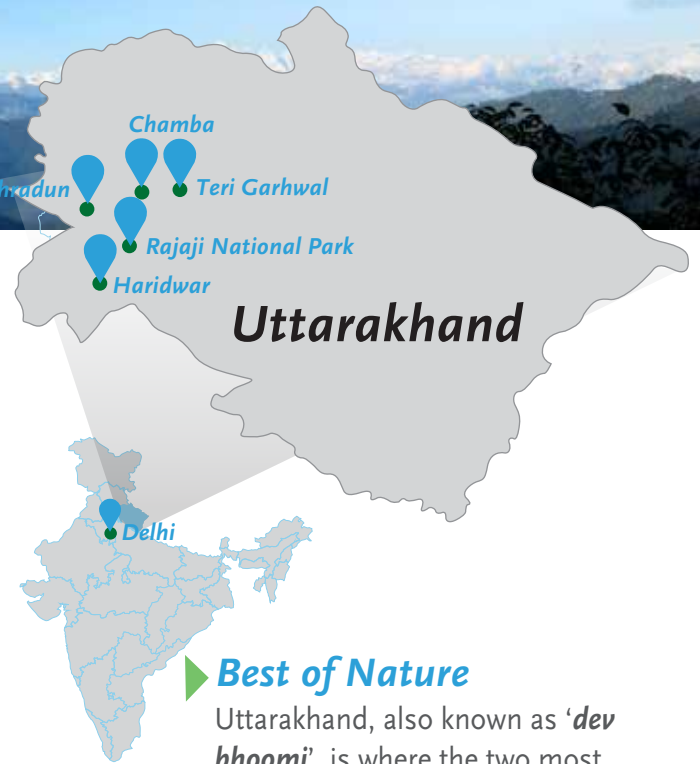 Chamba
Teri Garhwal
Rajaji National Park
Haridwar
Uttarakhand
Delhi
Best of Nature
Uttarakhand, also known as ‘dev
bhoomi’, is where the two most